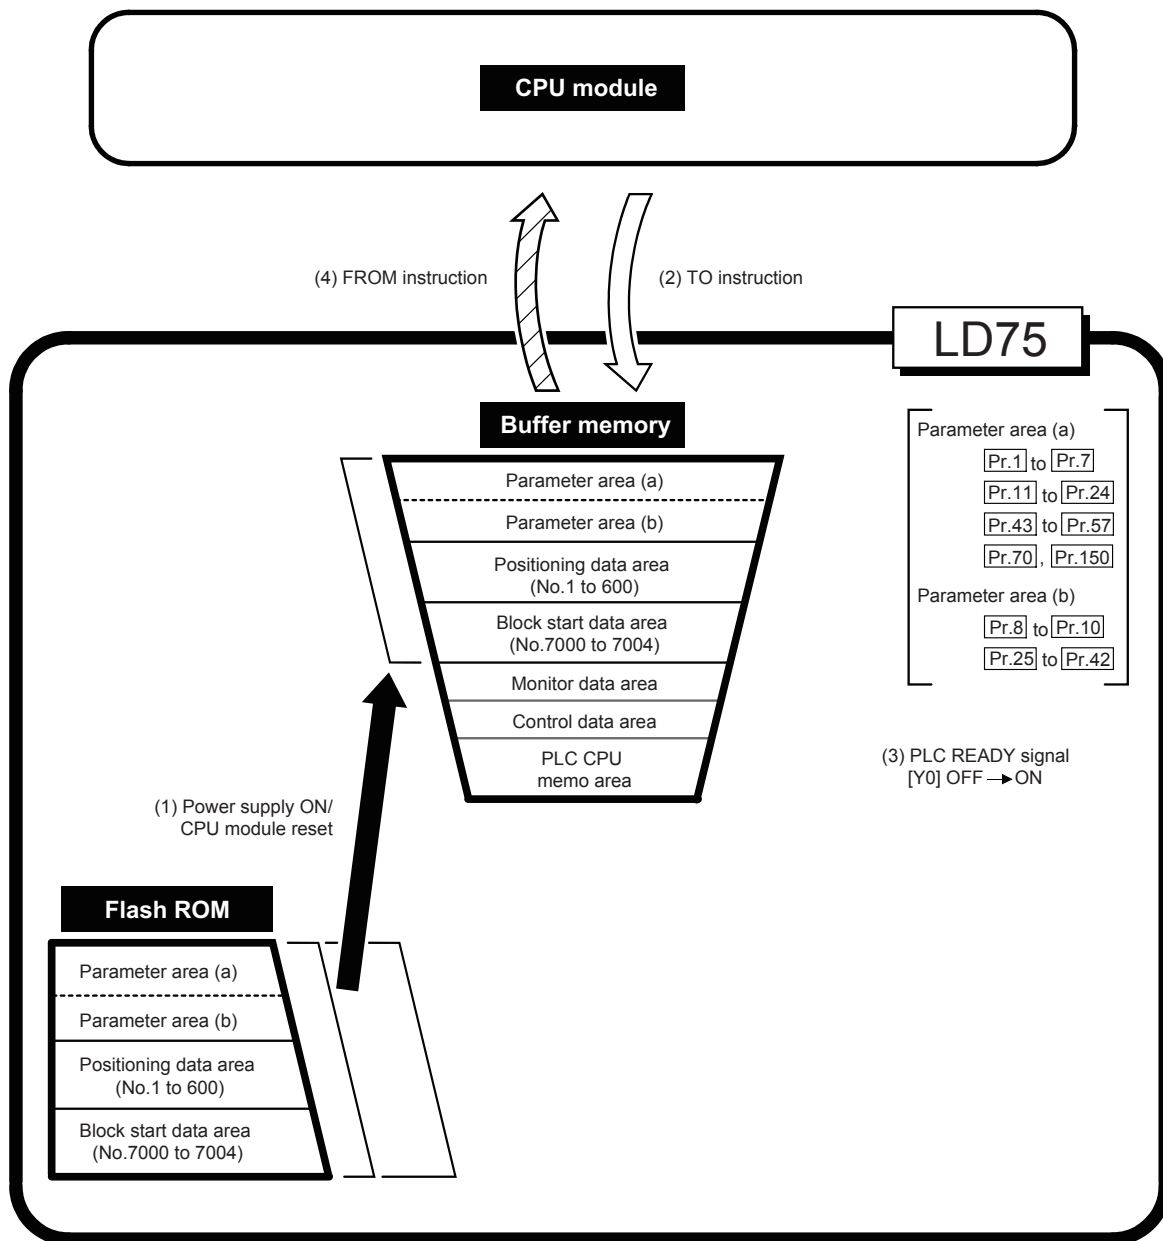 CPU module
(4) FROM instruction
(2) TO instruction
LD75
Buffer memory
Parameter area (a)
Parameter area (b)
Positioning data area
(No.1 to 600)
Block start data area
(No.7000 to 7004)
Monitor data area
Control data area
PLC CPU
memo area
Parameter area (a)
Pr.1 to Pr.7
Pr.11 to Pr.24
Pr.43 to Pr.57
Pr.70 , Pr.150
Parameter area (b)
Pr.8 to Pr.10
Pr.25 to Pr.42
(3) PLC READY signal
[Y0] OFF → ON
(1) Power supply ON/
CPU module reset
Flash ROM
Parameter area (a)
Parameter area (b)
Positioning data area
(No.1 to 600)
Block start data area
(No.7000 to 7004)